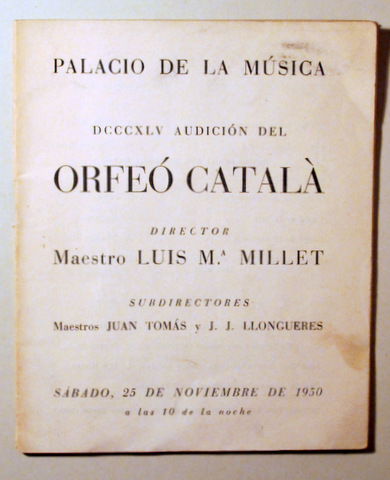 PALACIO DE LA MÚSICA
DCCCXLV AUDICIÓN DEL
ORFEÓ CATALÀ
DIRECTOR
Maestro LUIS M.ª MILLET
SUBDIRECTORES
Maestros JUAN TOMÁS y J. J. LLONGUERES
SÁBADO, 25 DE NOVIEMBRE DE 1950
a las 10 de la noche